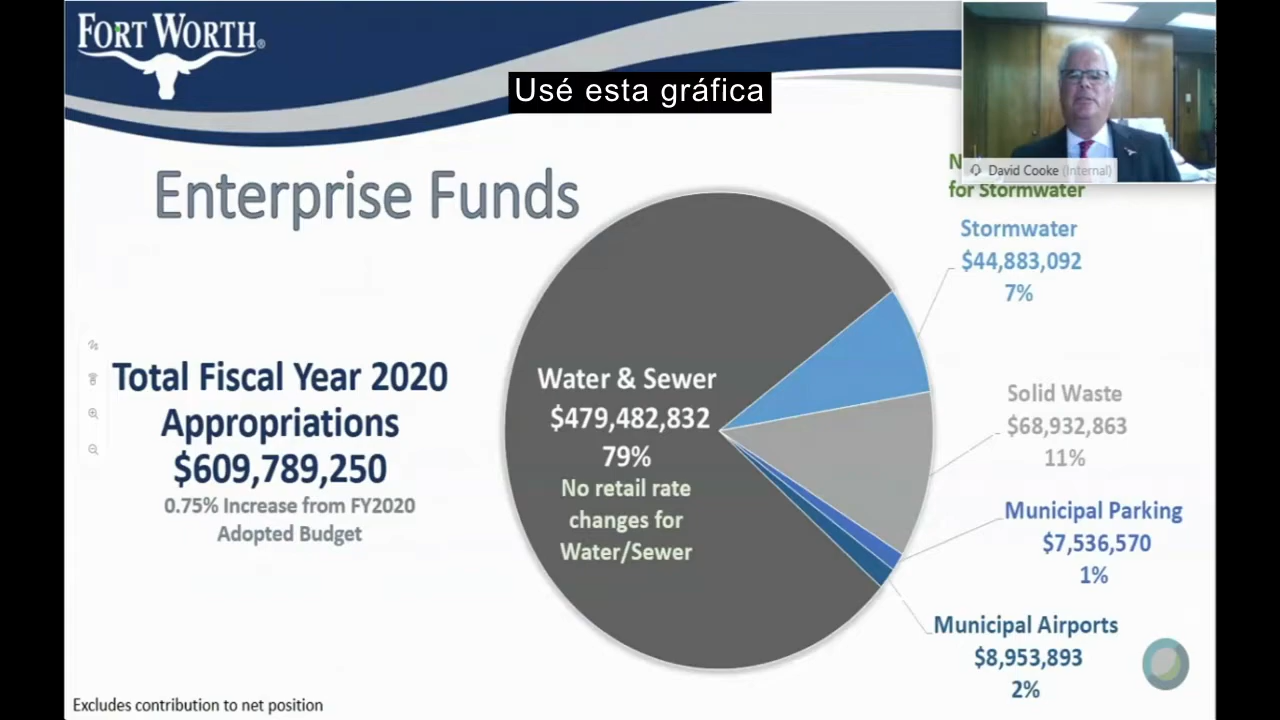 FORT WORTH®
Usé esta gráfica
David Cooke (Internal)
Enterprise Funds
for Stormwater
Stormwater
$44,883,092
7%
Water & Sewer
$479,482,832
79%
No retail rate
changes for
Water/Sewer
Total Fiscal Year 2020
Appropriations
$609,789,250
0.75% Increase from FY2020
Adopted Budget
Solid Waste
$68,932,863
11%
Municipal Parking
$7,536,570
1%
Municipal Airports
$8,953,893
2%
Excludes contribution to net position